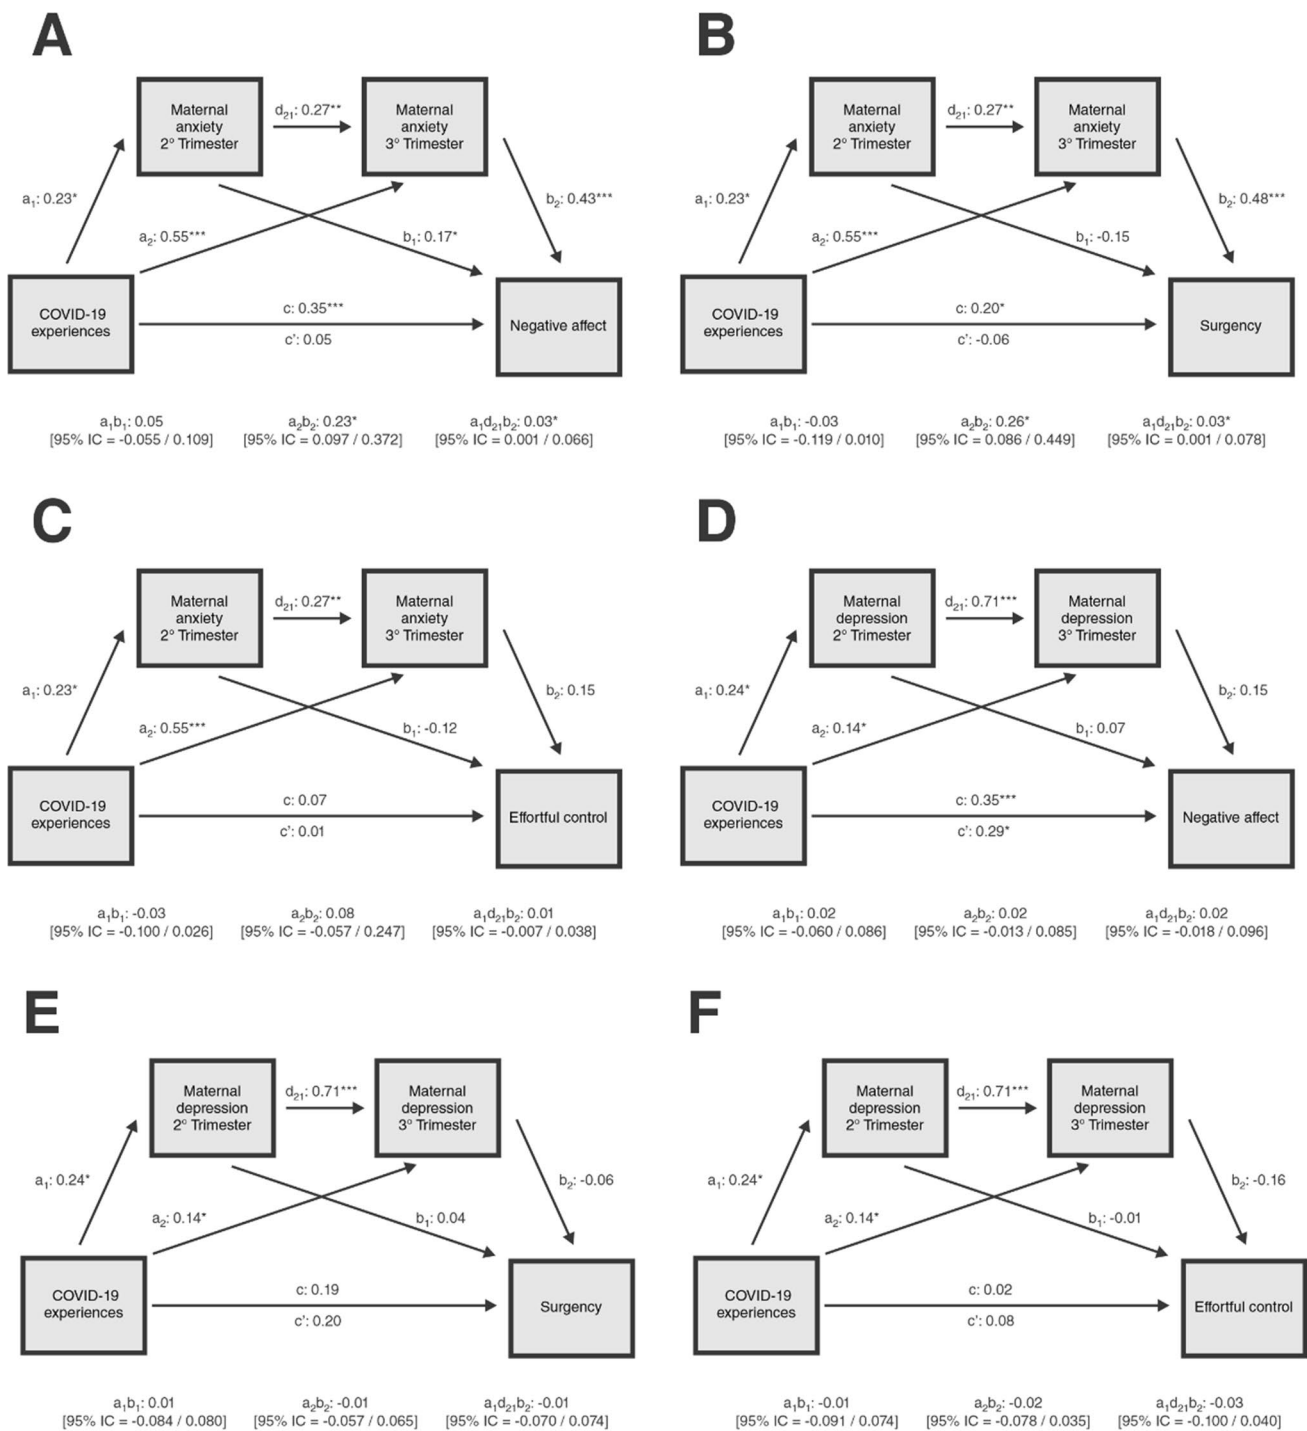 A
Maternal
anxiety
2° Trimester
d21: 0.27**
Maternal
anxiety
3° Trimester
a1: 0.23*
b2: 0.43***
a2: 0.55***
b1: 0.17*
COVID-19
experiences
c: 0.35***
c': 0.05
Negative affect
a1b1: 0.05
[95% IC = -0.055 / 0.109]
a2b2: 0.23*
[95% IC = 0.097 / 0.372]
a1d21b2: 0.03*
[95% IC = 0.001 / 0.066]
B
Maternal
anxiety
2° Trimester
d21: 0.27**
Maternal
anxiety
3° Trimester
a1: 0.23*
b2: 0.48***
a2: 0.55***
b1: -0.15
COVID-19
experiences
c: 0.20*
c': -0.06
Surgency
a1b1: -0.03
[95% IC = -0.119 / 0.010]
a2b2: 0.26*
[95% IC = 0.086 / 0.449]
a1d21b2: 0.03*
[95% IC = 0.001 / 0.078]
C
Maternal
anxiety
2° Trimester
d21: 0.27**
Maternal
anxiety
3° Trimester
a1: 0.23*
b2: 0.15
a2: 0.55***
b1: -0.12
COVID-19
experiences
c: 0.07
c': 0.01
Effortful control
a1b1: -0.03
[95% IC = -0.100 / 0.026]
a2b2: 0.08
[95% IC = -0.057 / 0.247]
a1d21b2: 0.01
[95% IC = -0.007 / 0.038]
D
Maternal
depression
2° Trimester
d21: 0.71***
Maternal
depression
3° Trimester
a1: 0.24*
b2: 0.15
a2: 0.14*
b1: 0.07
COVID-19
experiences
c: 0.35***
c': 0.29*
Negative affect
a1b1: 0.02
[95% IC = -0.060 / 0.086]
a2b2: 0.02
[95% IC = -0.013 / 0.085]
a1d21b2: 0.02
[95% IC = -0.018 / 0.096]
E
Maternal
depression
2° Trimester
d21: 0.71***
Maternal
depression
3° Trimester
a1: 0.24*
b2: -0.06
a2: 0.14*
b1: 0.04
COVID-19
experiences
c: 0.19
c': 0.20
Surgency
a1b1: 0.01
[95% IC = -0.084 / 0.080]
a2b2: -0.01
[95% IC = -0.057 / 0.065]
a1d21b2: -0.01
[95% IC = -0.070 / 0.074]
F
Maternal
depression
2° Trimester
d21: 0.71***
Maternal
depression
3° Trimester
a1: 0.24*
b2: -0.16
a2: 0.14*
b1: -0.01
COVID-19
experiences
c: 0.02
c': 0.08
Effortful control
a1b1: -0.01
[95% IC = -0.091 / 0.074]
a2b2: -0.02
[95% IC = -0.078 / 0.035]
a1d21b2: -0.03
[95% IC = -0.100 / 0.040]